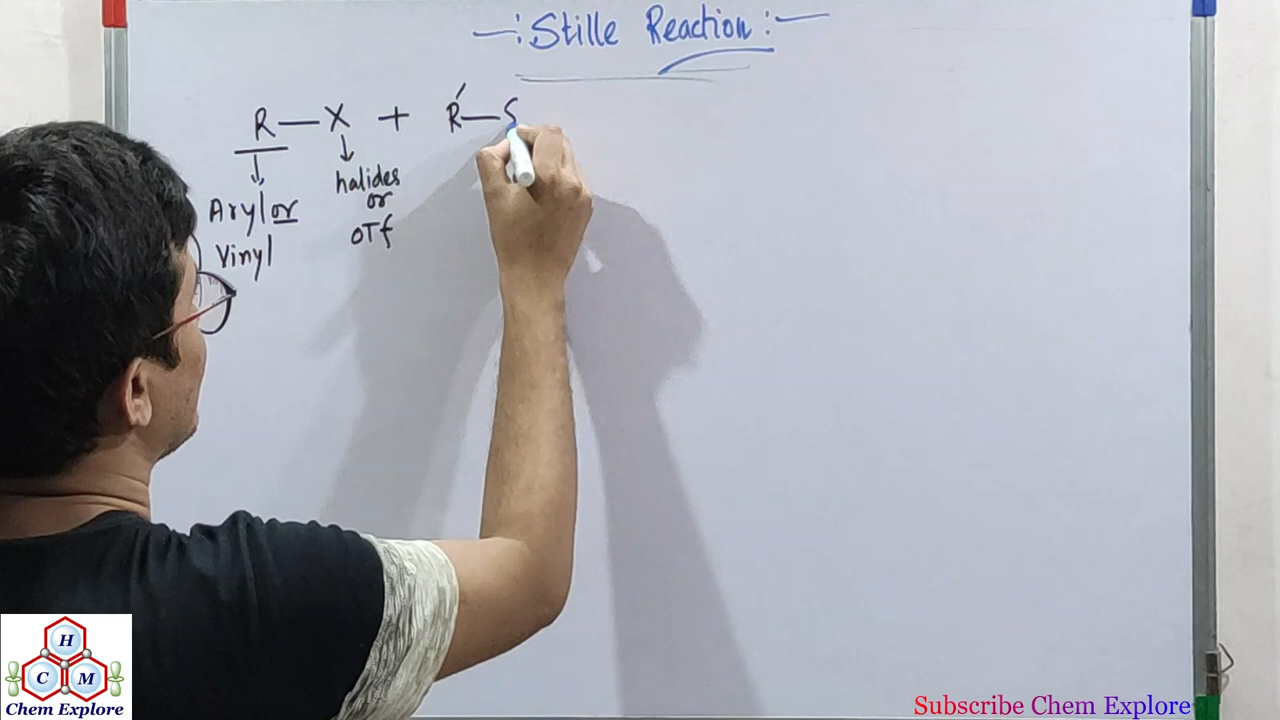 —: Stille Reaction :—
R — X + R' — S
↓ ↓
Aryl or
Vinyl
halides
or
OTf
H
C M
Chem Explore
Subscribe Chem Explore